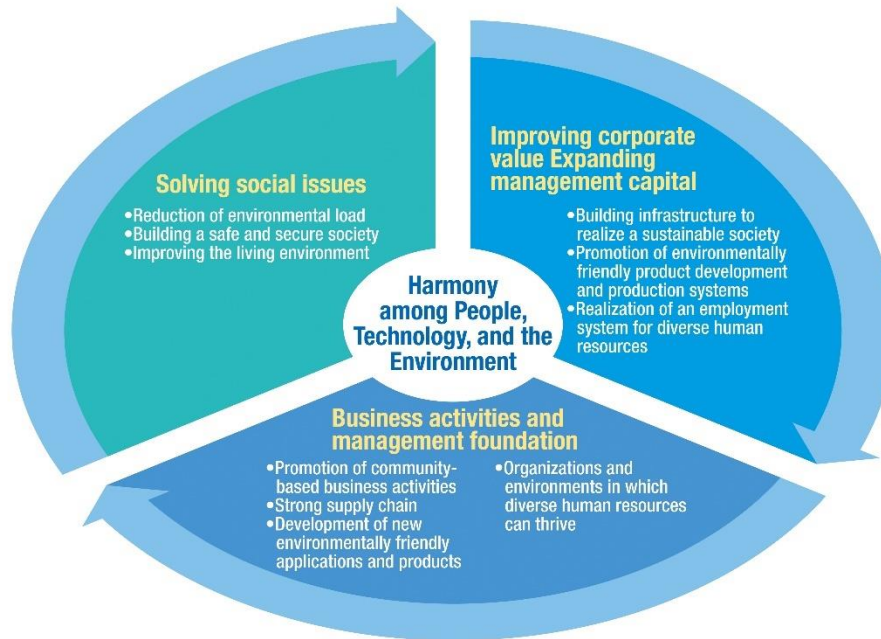 Solving social issues
•Reduction of environmental load
•Building a safe and secure society
•Improving the living environment
Improving corporate
value Expanding
management capital
•Building infrastructure to
realize a sustainable society
•Promotion of environmentally
friendly product development
and production systems
•Realization of an employment
system for diverse human
resources
Harmony
among People,
Technology, and the
Environment
Business activities and
management foundation
•Promotion of community-
based business activities
•Strong supply chain
•Development of new
environmentally friendly
applications and products
•Organizations and
environments in which
diverse human resources
can thrive